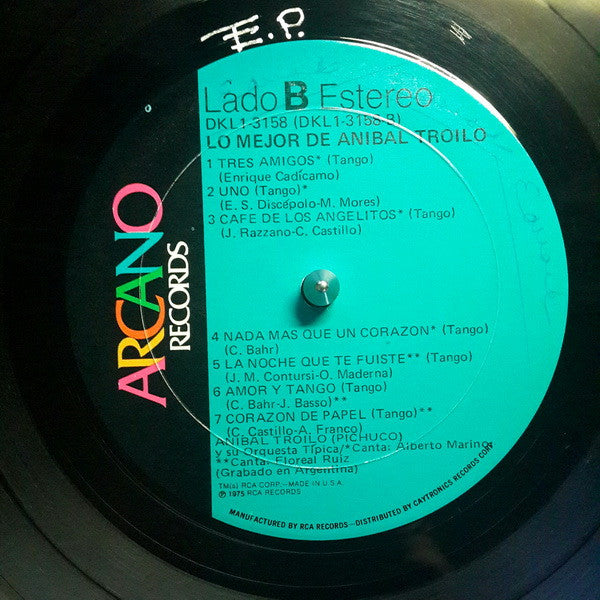 E.P.
Lado B Estereo
DKL1-3158 (DKL1-3158-B)
LO MEJOR DE ANIBAL TROILO
1 TRES AMIGOS* (Tango)
(Enrique Cadícamo)
2 UNO (Tango)*
(E. S. Discépolo-M. Mores)
3 CAFE DE LOS ANGELITOS* (Tango)
(J. Razzano-C. Castillo)
ARCANO
RECORDS
4 NADA MAS QUE UN CORAZON* (Tango)
(C. Bahr)
5 LA NOCHE QUE TE FUISTE** (Tango)
(J. M. Contursi-O. Maderna)
6 AMOR Y TANGO (Tango)
(C. Bahr-J. Basso)**
7 CORAZON DE PAPEL (Tango)**
(C. Castillo-A. Franco)
ANIBAL TROILO (PICHUCO)
y su Orquesta Típica/*Canta: Alberto Marino
**Canta: Floreal Ruiz
(Grabado en Argentina)
TM(s) RCA CORP.-MADE IN U.S.A.
℗ 1975 RCA RECORDS
MANUFACTURED BY RCA RECORDS-DISTRIBUTED BY CAYTRONICS RECORDS CORP.